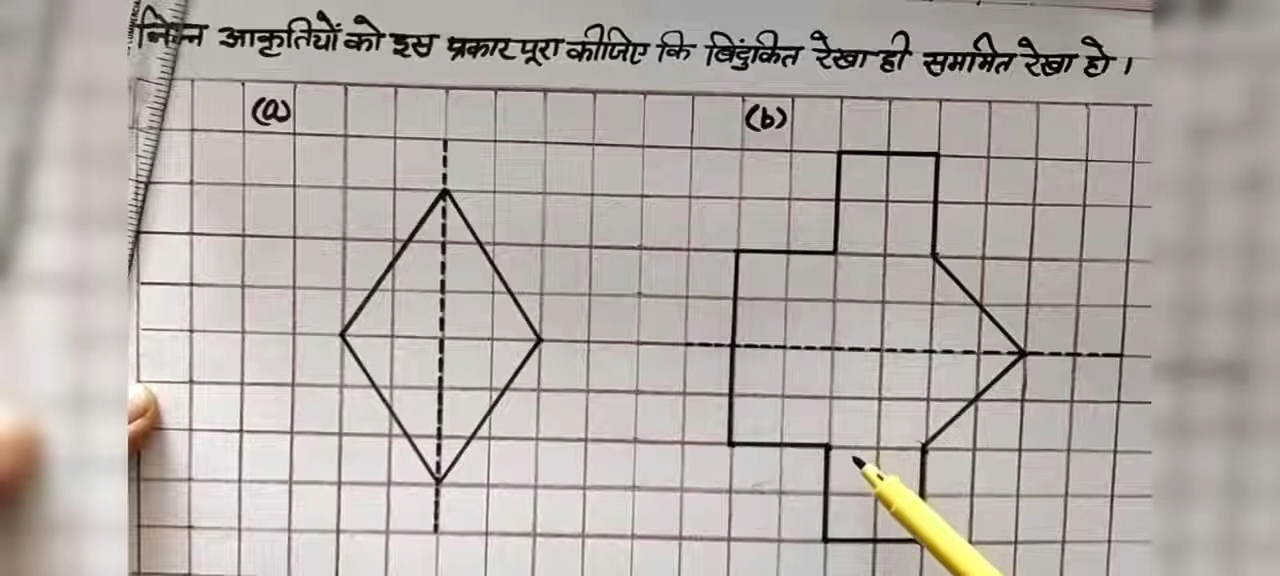 निम्न आकृतियों को इस प्रकार पूरा कीजिए कि बिंदुकित रेखा ही सममित रेखा हो।
(a) (b)